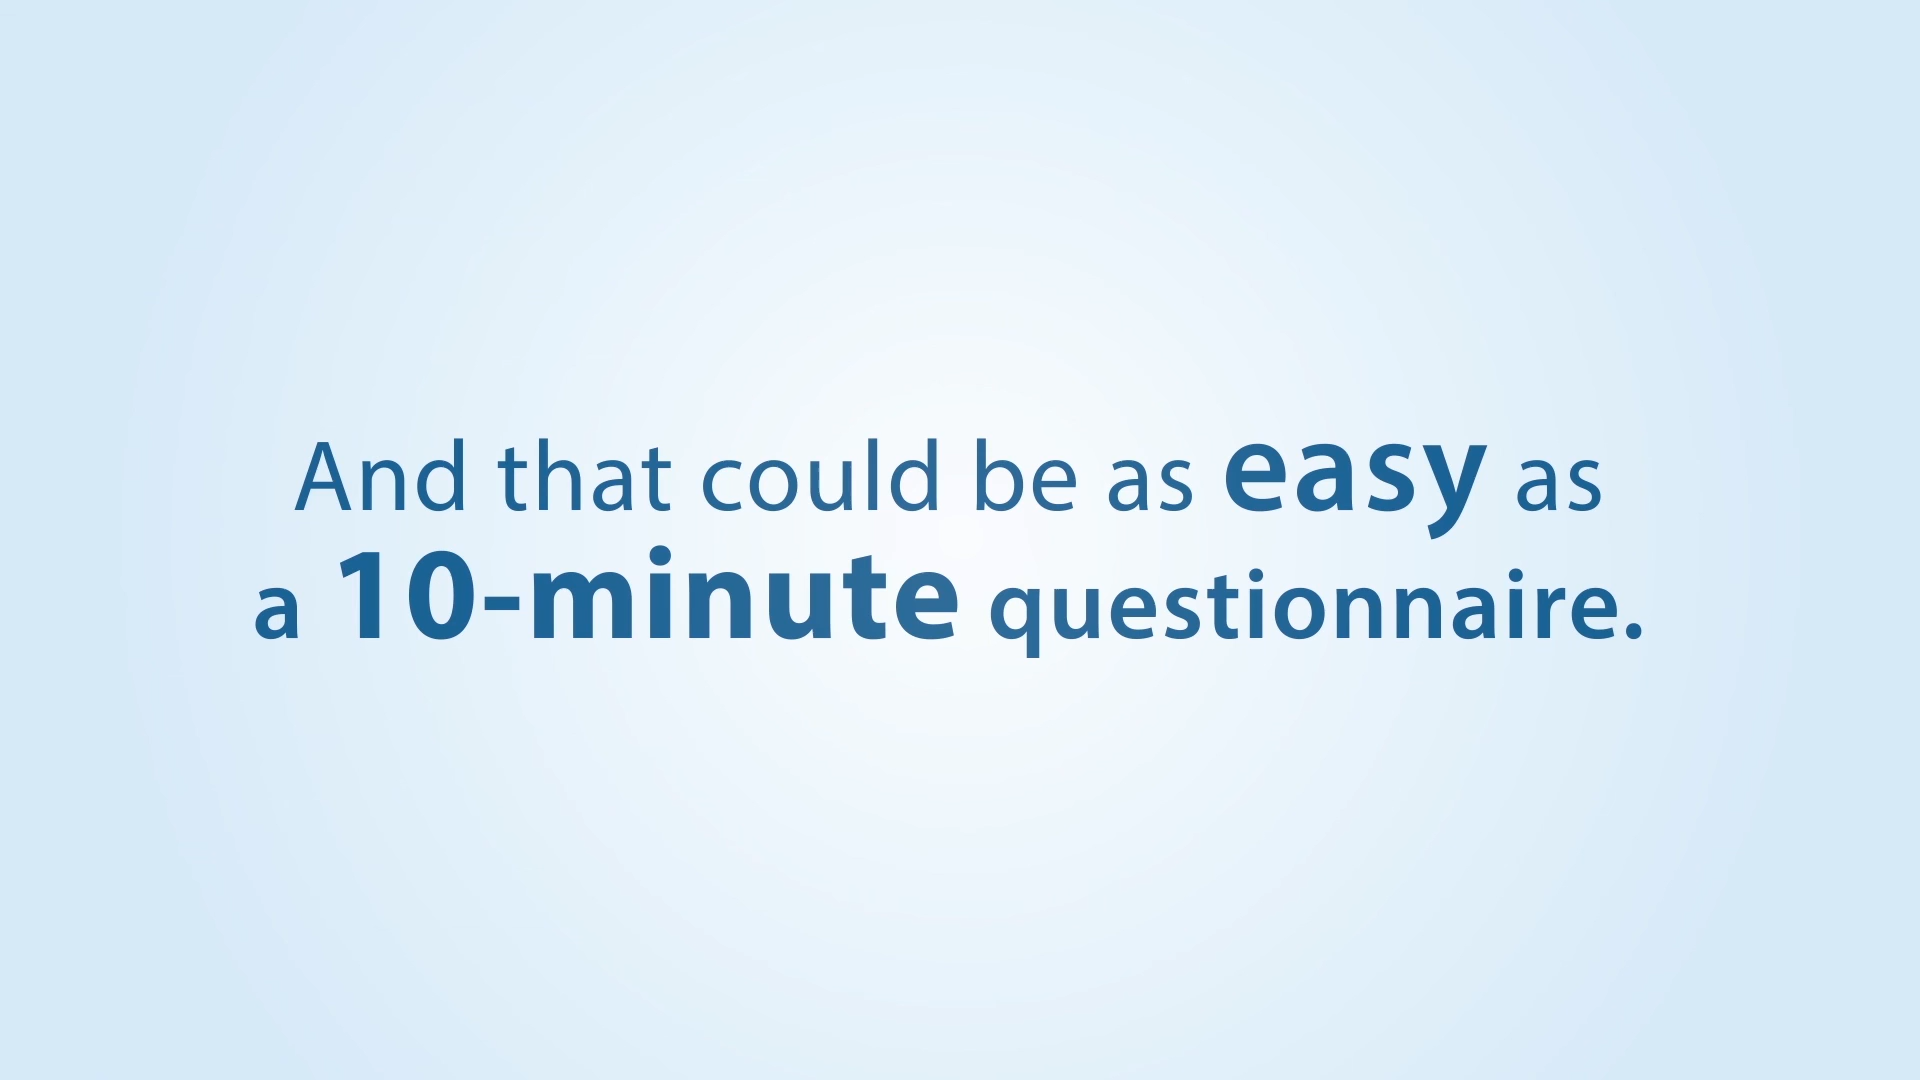 And that could be as easy as
a 10-minute questionnaire.